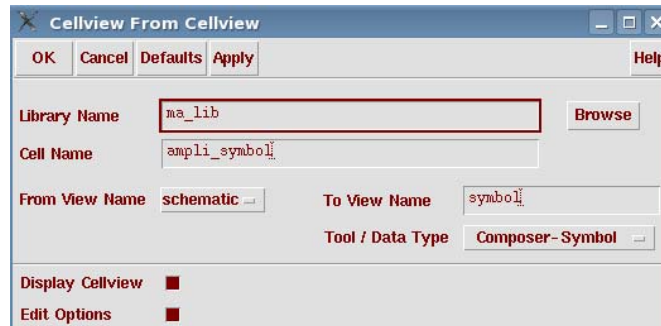 Cellview From Cellview
OK Cancel Defaults Apply Help
Library Name ma_lib Browse
Cell Name ampli_symbol
From View Name schematic To View Name symbol
Tool / Data Type Composer-Symbol
Display Cellview
Edit Options